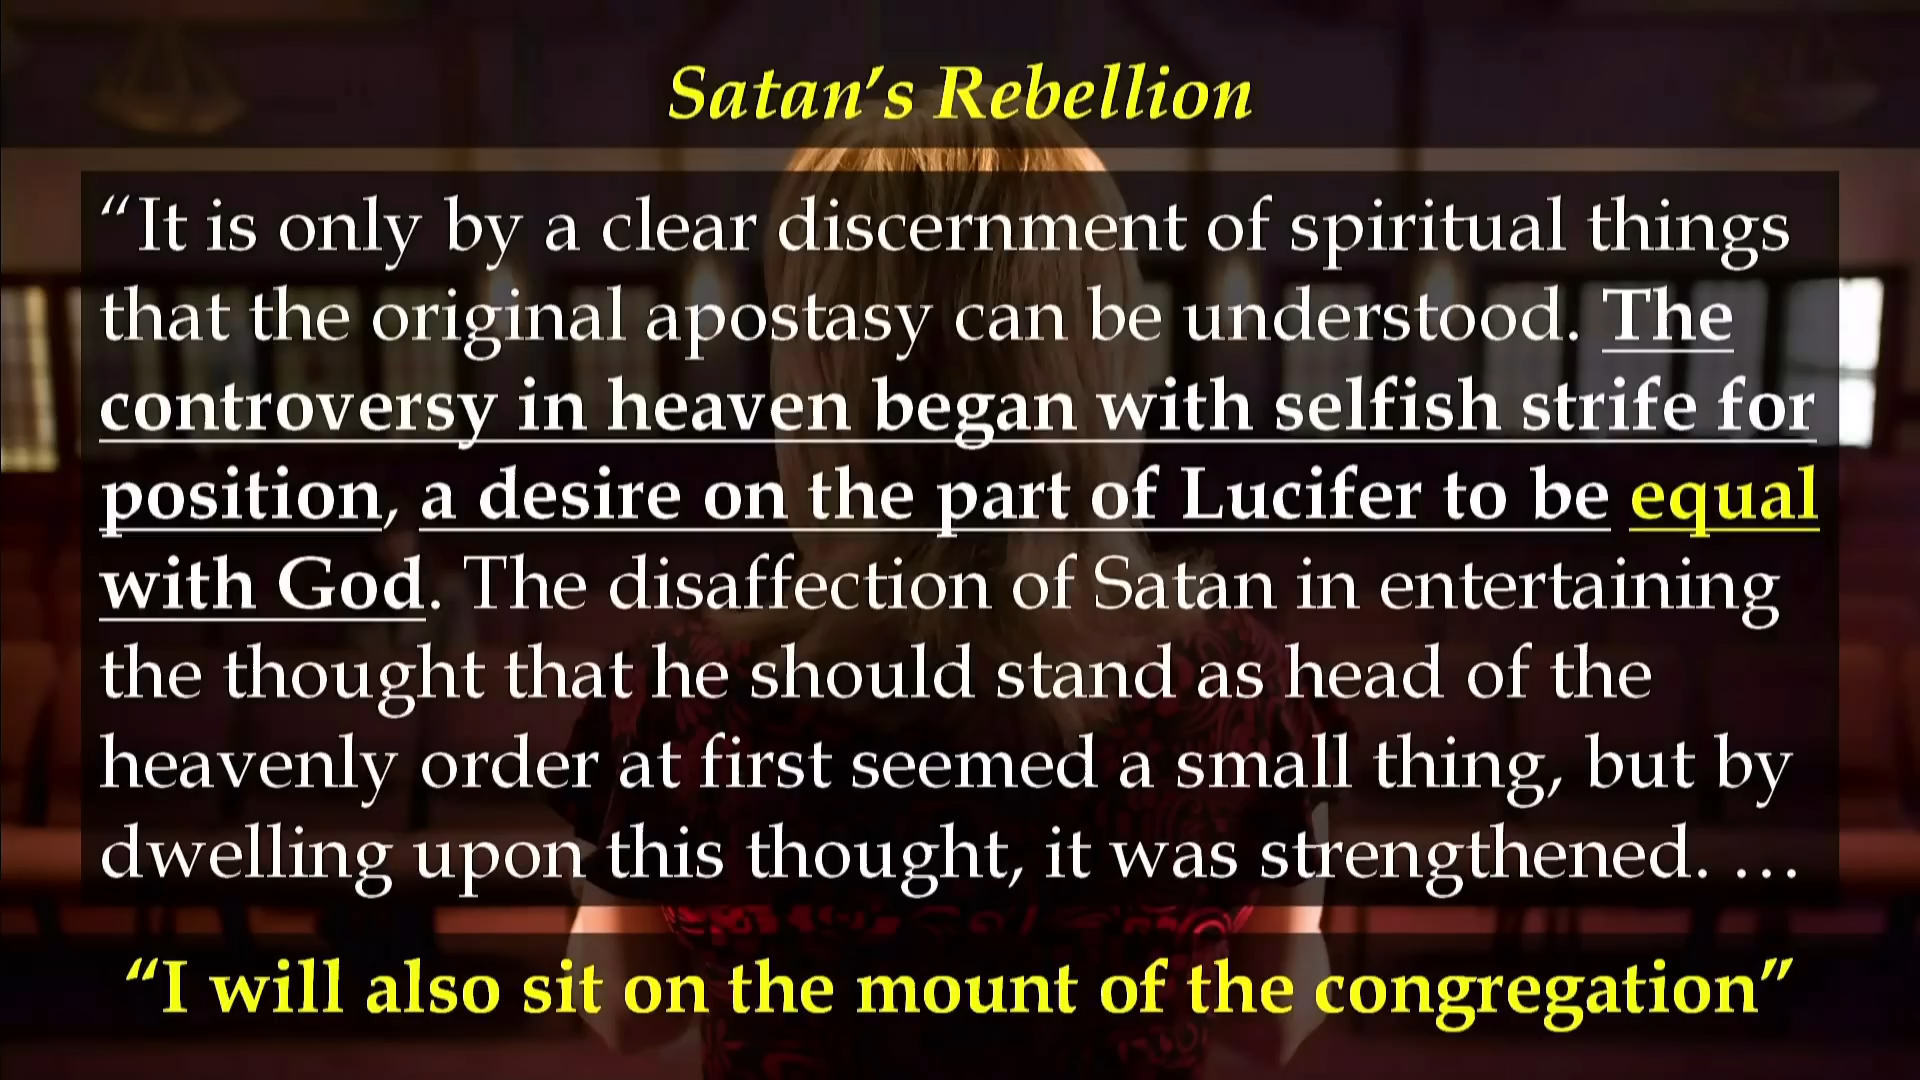 Satan’s Rebellion
“It is only by a clear discernment of spiritual things
that the original apostasy can be understood. The
controversy in heaven began with selfish strife for
position, a desire on the part of Lucifer to be equal
with God. The disaffection of Satan in entertaining
the thought that he should stand as head of the
heavenly order at first seemed a small thing, but by
dwelling upon this thought, it was strengthened. …
“I will also sit on the mount of the congregation”